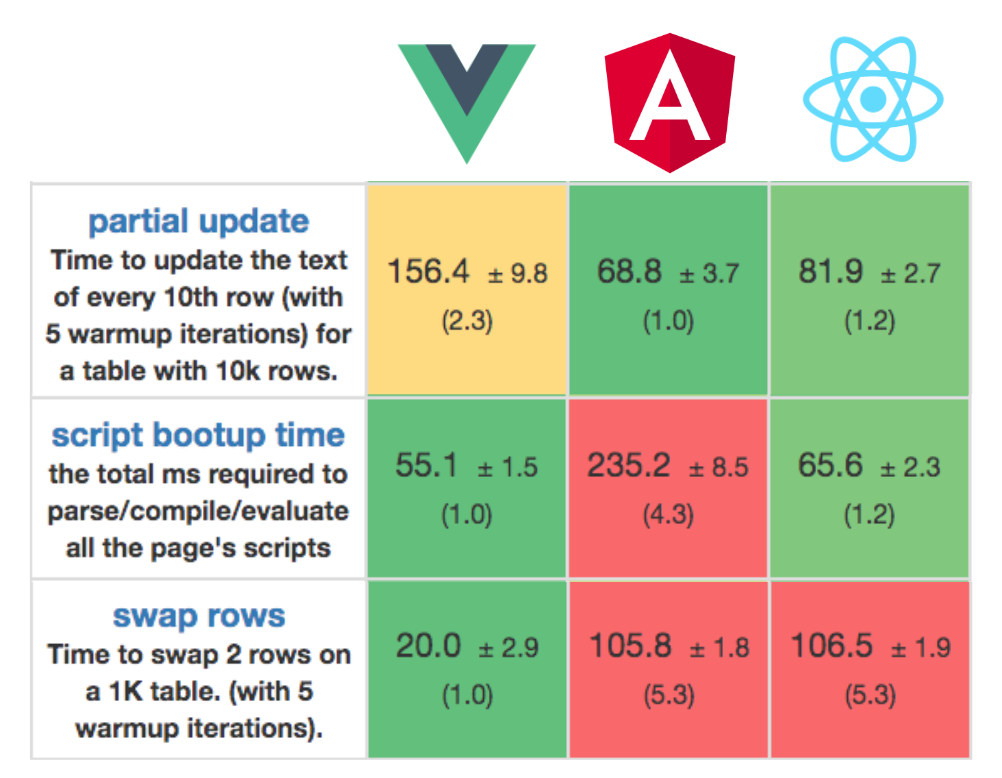 A
partial update
Time to update the text
of every 10th row (with
5 warmup iterations) for
a table with 10k rows.
156.4 ± 9.8
(2.3)
68.8 ± 3.7
(1.0)
81.9 ± 2.7
(1.2)
script bootup time
the total ms required to
parse/compile/evaluate
all the page's scripts
55.1 ± 1.5
(1.0)
235.2 ± 8.5
(4.3)
65.6 ± 2.3
(1.2)
swap rows
Time to swap 2 rows on
a 1K table. (with 5
warmup iterations).
20.0 ± 2.9
(1.0)
105.8 ± 1.8
(5.3)
106.5 ± 1.9
(5.3)